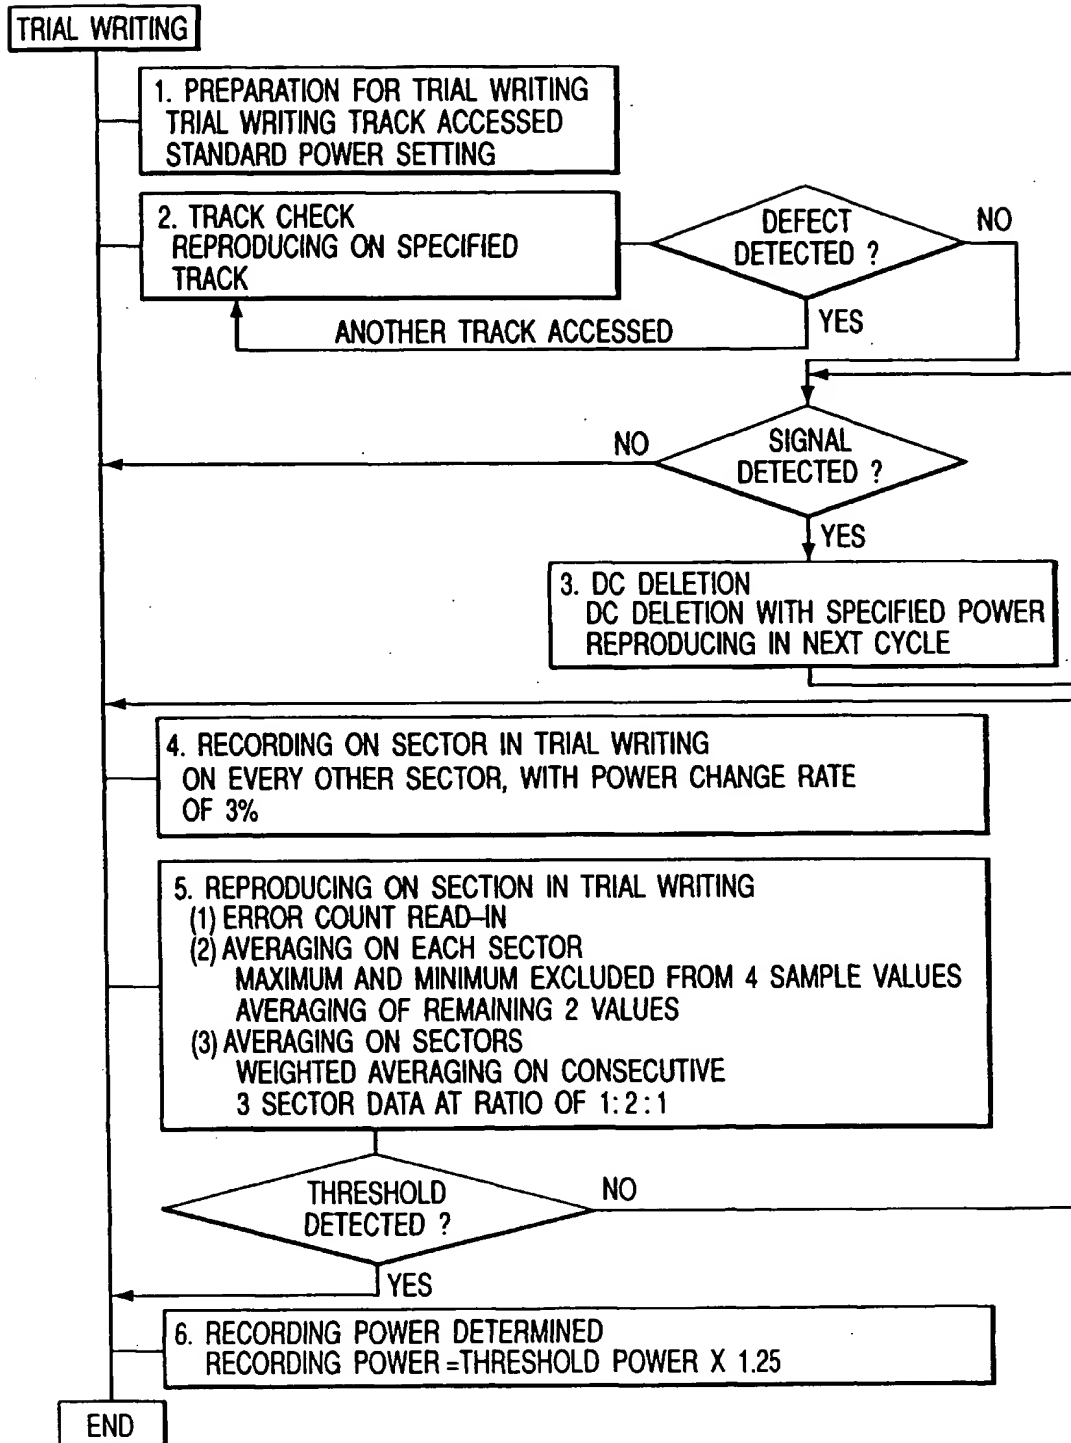 TRIAL WRITING
1. PREPARATION FOR TRIAL WRITING
TRIAL WRITING TRACK ACCESSED
STANDARD POWER SETTING
2. TRACK CHECK
REPRODUCING ON SPECIFIED
TRACK
DEFECT
DETECTED ?
NO
YES
ANOTHER TRACK ACCESSED
SIGNAL
DETECTED ?
NO
YES
3. DC DELETION
DC DELETION WITH SPECIFIED POWER
REPRODUCING IN NEXT CYCLE
4. RECORDING ON SECTOR IN TRIAL WRITING
ON EVERY OTHER SECTOR, WITH POWER CHANGE RATE
OF 3%
5. REPRODUCING ON SECTION IN TRIAL WRITING
(1) ERROR COUNT READ–IN
(2) AVERAGING ON EACH SECTOR
MAXIMUM AND MINIMUM EXCLUDED FROM 4 SAMPLE VALUES
AVERAGING OF REMAINING 2 VALUES
(3) AVERAGING ON SECTORS
WEIGHTED AVERAGING ON CONSECUTIVE
3 SECTOR DATA AT RATIO OF 1:2:1
THRESHOLD
DETECTED ?
NO
YES
6. RECORDING POWER DETERMINED
RECORDING POWER=THRESHOLD POWER X 1.25
END